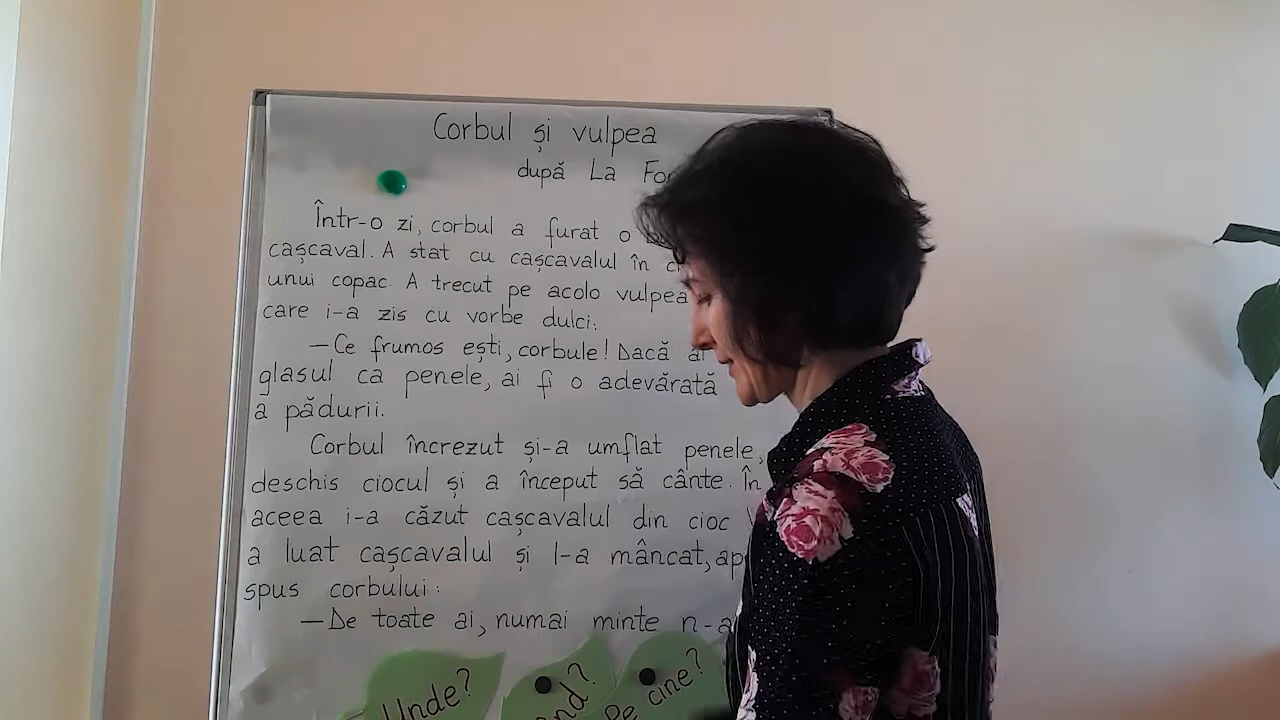 Corbul și vulpea
după La
Într-o zi, corbul a furat o
cașcaval. A stat cu cașcavalul în
unui copac. A trecut pe acolo vulpea
care i-a zis cu vorbe dulci:
—Ce frumos ești, corbule! Dacă
glasul ca penele, ai fi o adevărată
a pădurii.
Corbul încrezut și-a umflat penele,
deschis ciocul și a început să cânte. În
aceea i-a căzut cașcavalul din cioc
a luat cașcavalul și l-a mâncat,
spus corbului:
—De toate ai, numai minte
Unde?
Pe cine?